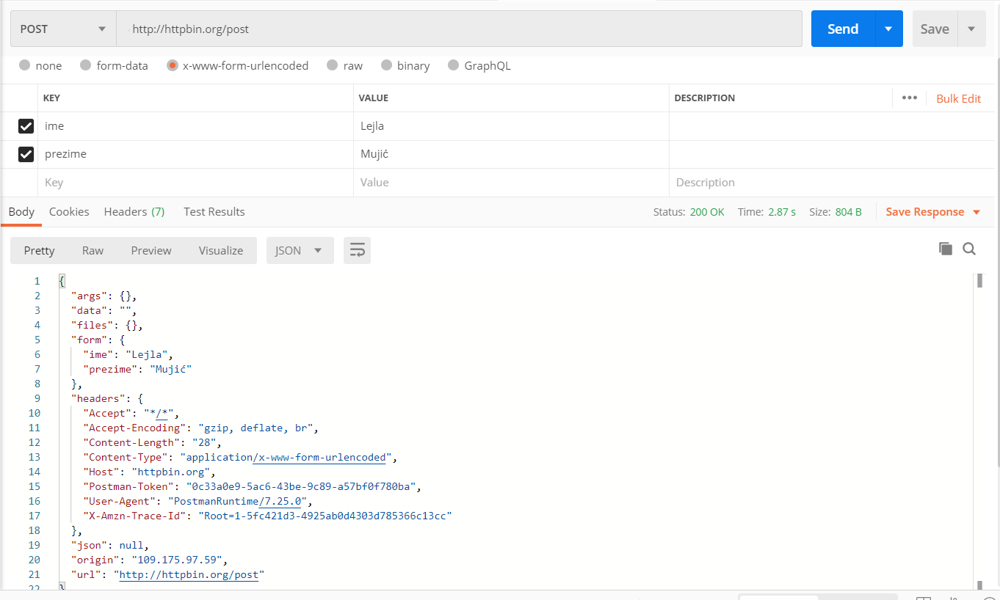 POST http://httpbin.org/post Send Save
none form-data x-www-form-urlencoded raw binary GraphQL
KEY VALUE DESCRIPTION ••• Bulk Edit
ime Lejla
prezime Mujić
Key Value Description
Body Cookies Headers (7) Test Results Status: 200 OK Time: 2.87 s Size: 804 B Save Response
Pretty Raw Preview Visualize JSON
1 {
2 "args": {},
3 "data": "",
4 "files": {},
5 "form": {
6 "ime": "Lejla",
7 "prezime": "Mujić"
8 },
9 "headers": {
10 "Accept": "*/*",
11 "Accept-Encoding": "gzip, deflate, br",
12 "Content-Length": "28",
13 "Content-Type": "application/x-www-form-urlencoded",
14 "Host": "httpbin.org",
15 "Postman-Token": "0c33a0e9-5ac6-43be-9c89-a57bf0f780ba",
16 "User-Agent": "PostmanRuntime/7.25.0",
17 "X-Amzn-Trace-Id": "Root=1-5fc421d3-4925ab0d4303d785366c13cc"
18 },
19 "json": null,
20 "origin": "109.175.97.59",
21 "url": "http://httpbin.org/post"
22 }